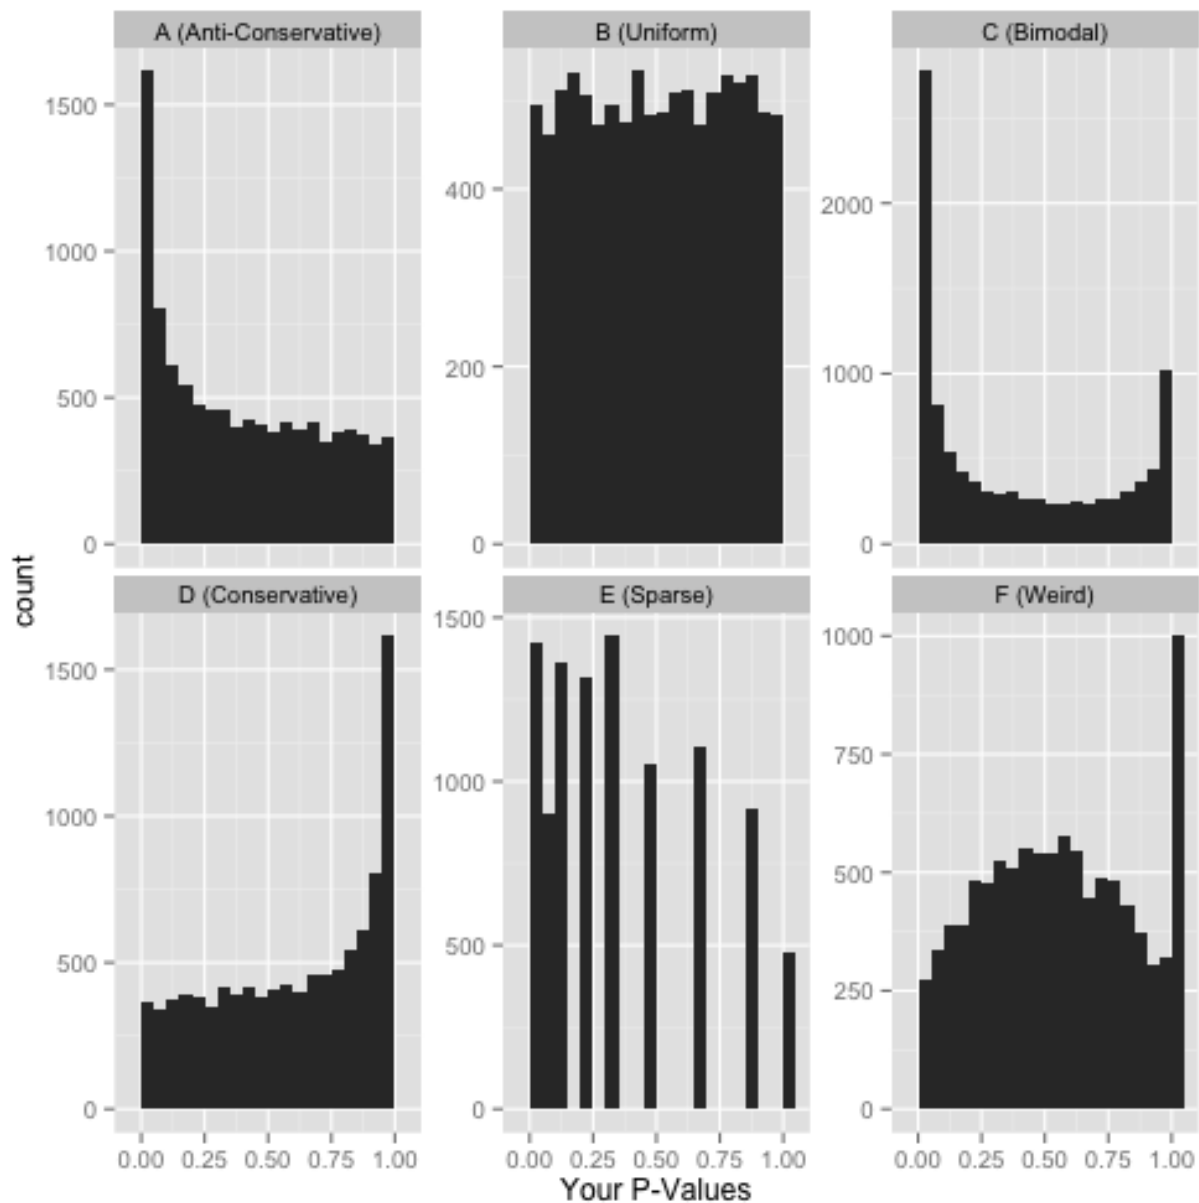 A (Anti-Conservative)
B (Uniform)
C (Bimodal)
1500
1000
500
0
400
200
0
2000
1000
0
count
D (Conservative)
E (Sparse)
F (Weird)
1500
1000
500
0
1500
1000
500
0
1000
750
500
250
0
0.00 0.25 0.50 0.75 1.00
0.00 0.25 0.50 0.75 1.00
0.00 0.25 0.50 0.75 1.00
Your P-Values